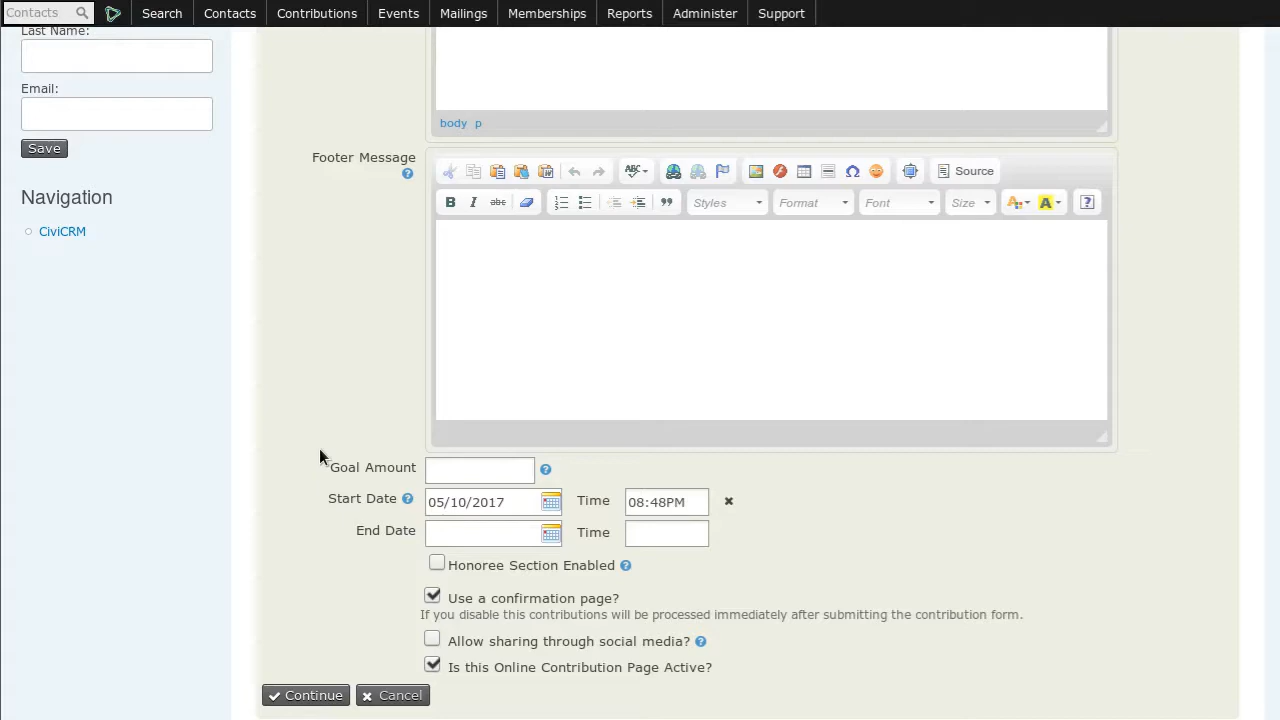 Contacts Search Contacts Contributions Events Mailings Memberships Reports Administer Support
Last Name:
Email:
Save
Navigation
CiviCRM
body p
Footer Message
ABC
Source
B I abc Styles Format Font Size A A
Goal Amount
Start Date 05/10/2017 Time 08:48PM
End Date Time
Honoree Section Enabled
Use a confirmation page?
If you disable this contributions will be processed immediately after submitting the contribution form.
Allow sharing through social media?
Is this Online Contribution Page Active?
Continue Cancel